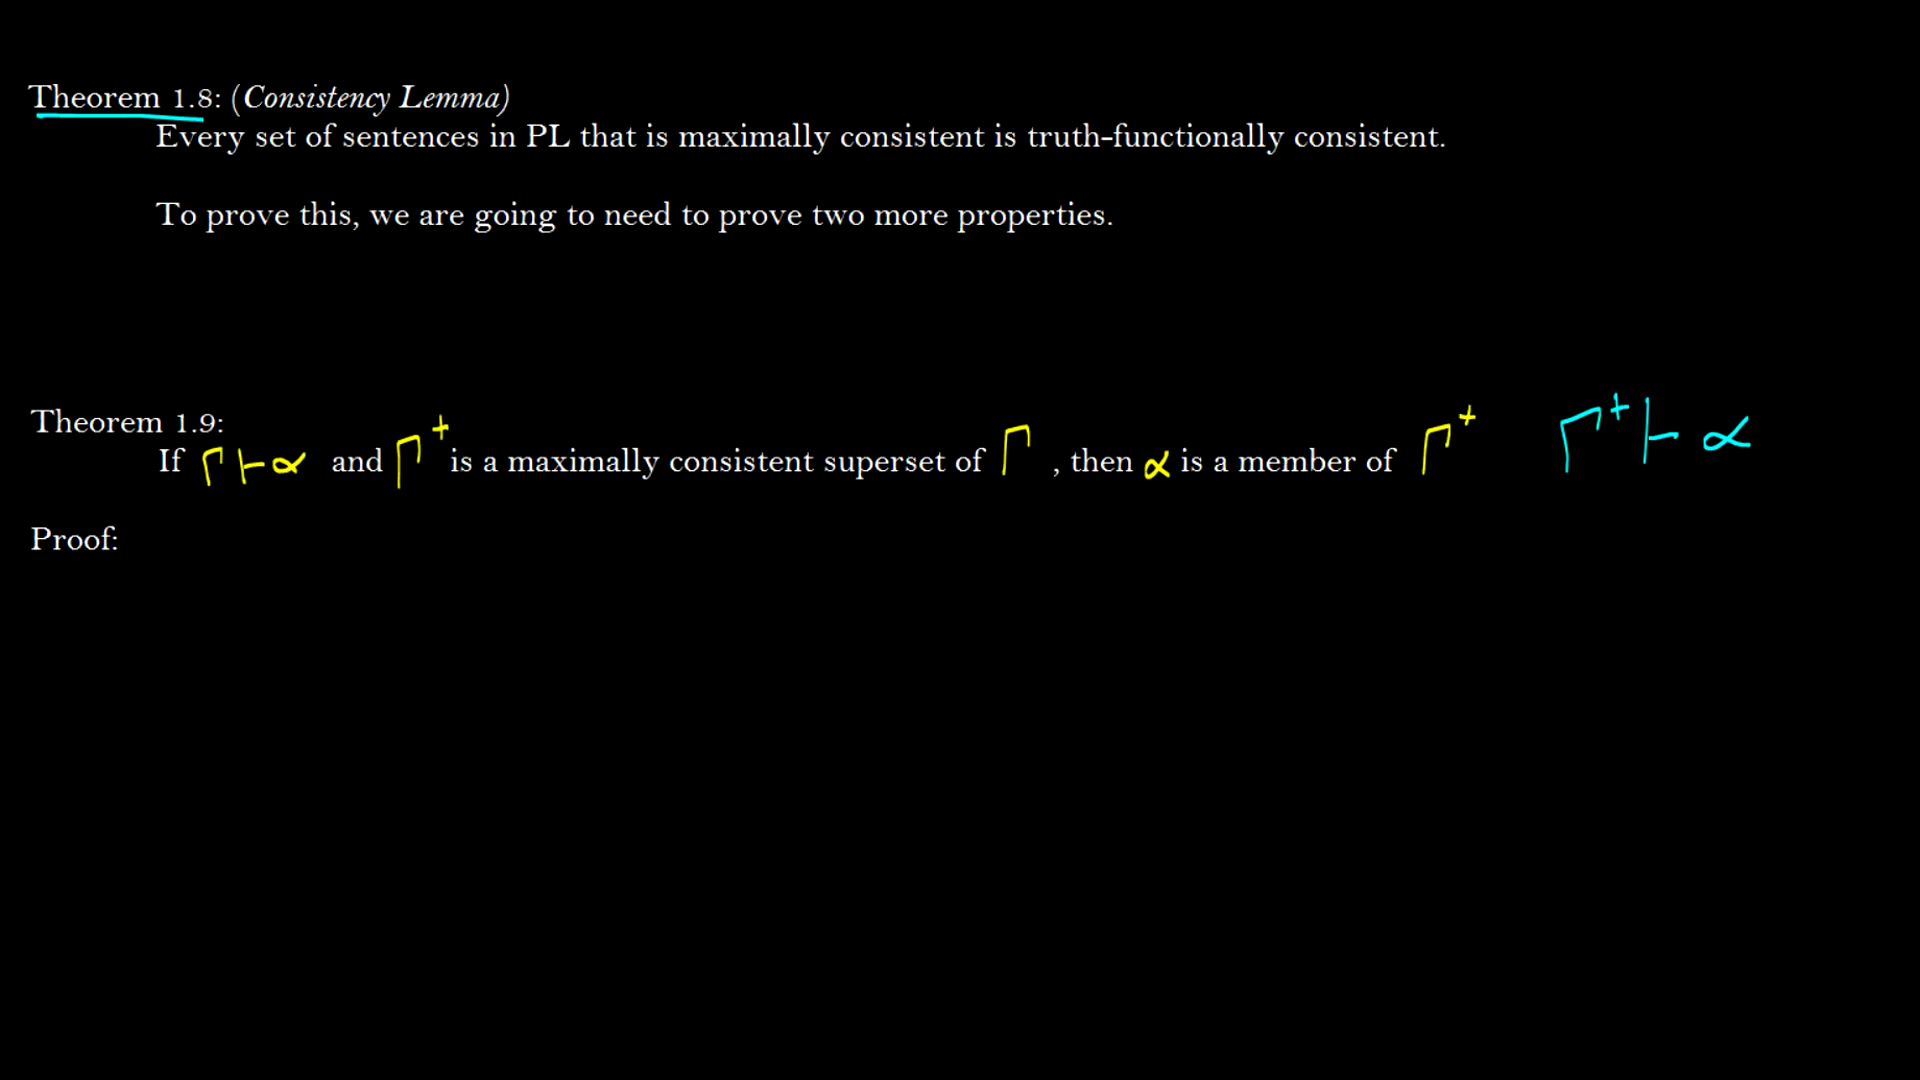 Theorem 1.8: (Consistency Lemma)
Every set of sentences in PL that is maximally consistent is truth-functionally consistent.
To prove this, we are going to need to prove two more properties.
Theorem 1.9:
If Γ ⊢ α and Γ⁺ is a maximally consistent superset of Γ , then α is a member of Γ⁺ Γ⁺ ⊢ α
Proof: